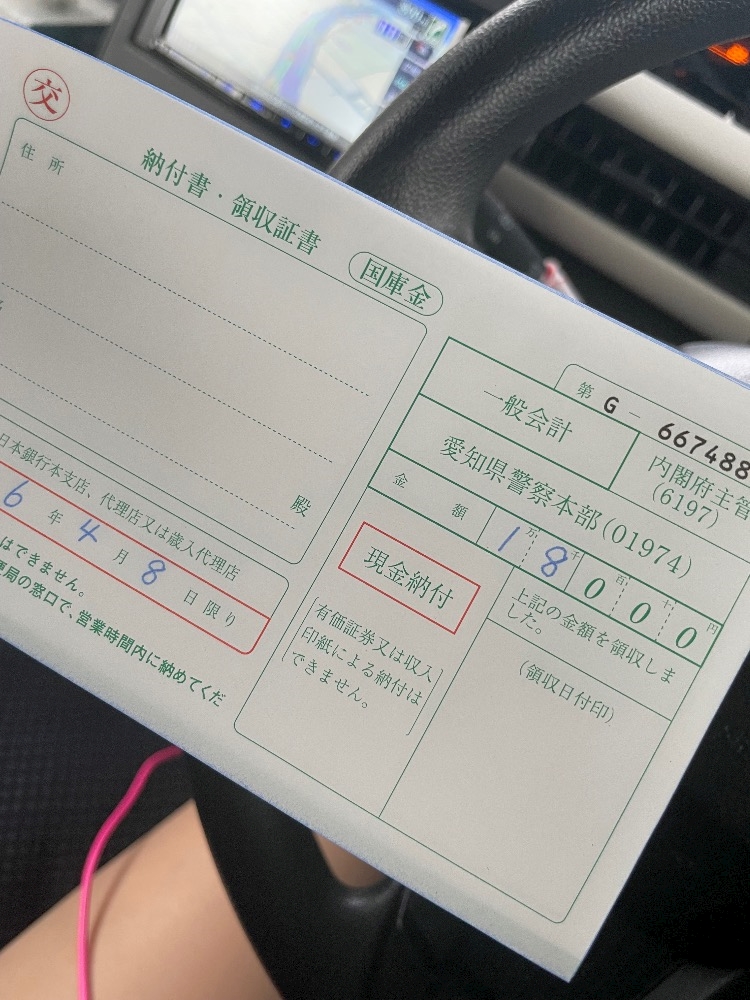 交
納付書・領収証書
国庫金
住所
殿
日本銀行本支店、代理店又は歳入代理店
6年4月8日限り
はできません。
局の窓口で、営業時間内に納めてくだ
第G-667488
一般会計
内閣府主管
(6197)
愛知県警察本部(01974)
金額
万千百十円
18000
現金納付
有価証券又は収入
印紙による納付は
できません。
上記の金額を領収しま
した。
(領収日付印)